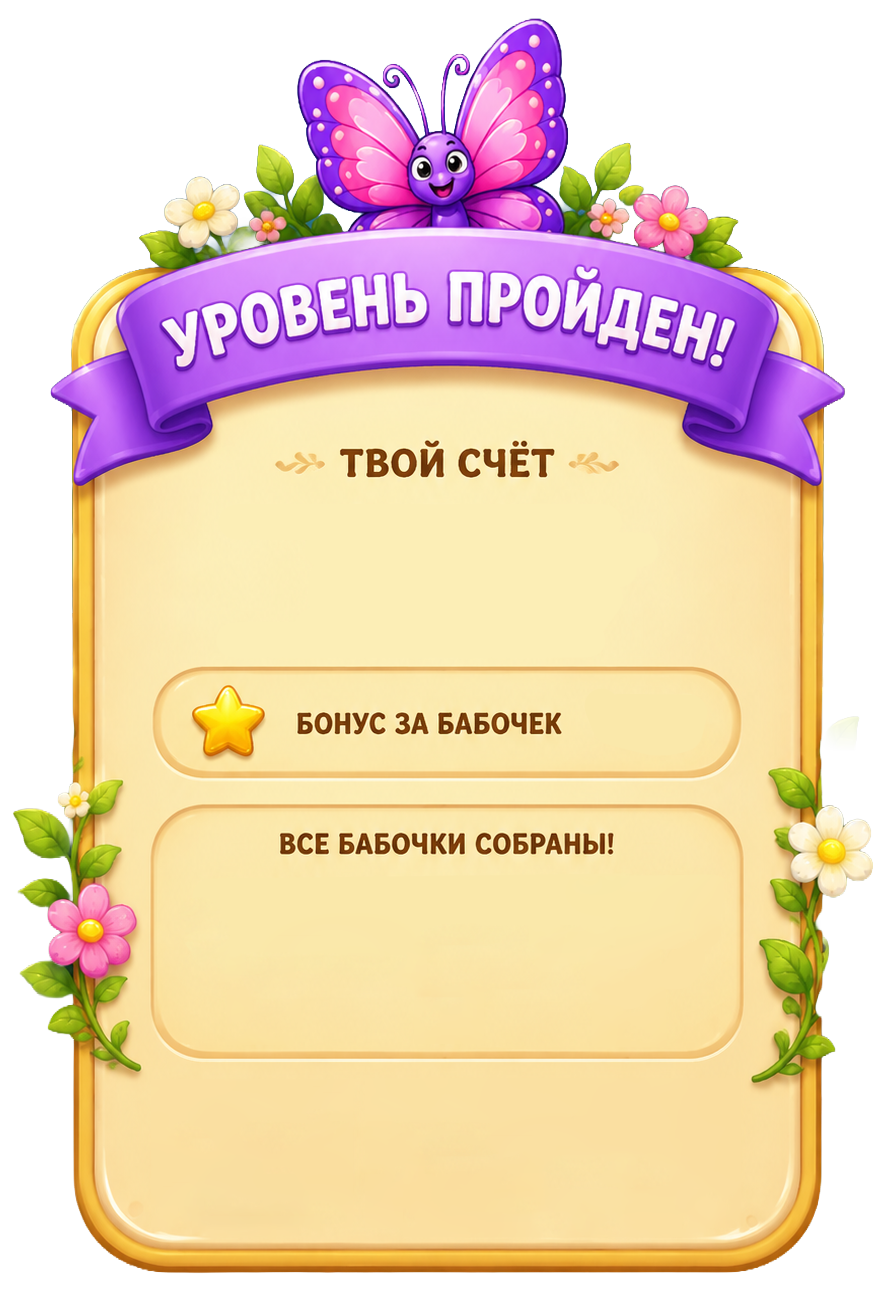 УРОВЕНЬ ПРОЙДЕН!
ТВОЙ СЧЁТ
БОНУС ЗА БАБОЧЕК
ВСЕ БАБОЧКИ СОБРАНЫ!